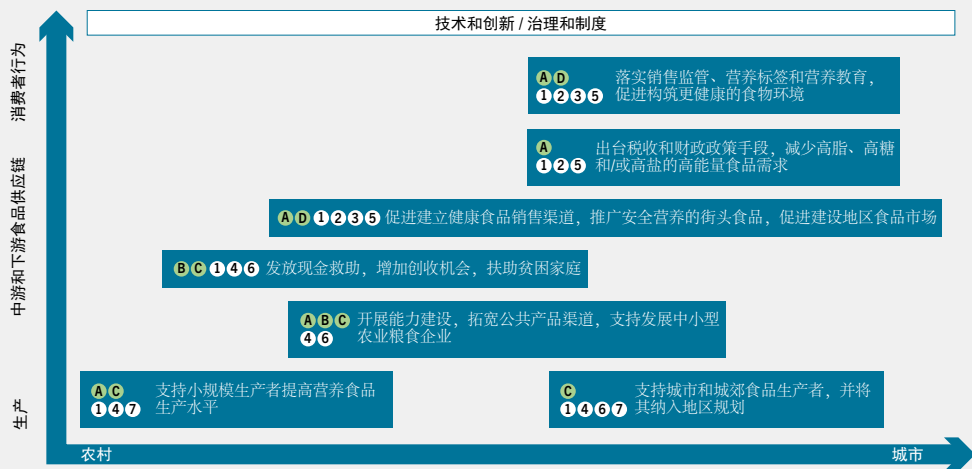 技术和创新 / 治理和制度
消费者行为
中游和下游食品供应链
生产
A D 落实销售监管、营养标签和营养教育，
1 2 3 5 促进构筑更健康的食物环境
A 出台税收和财政政策手段，减少高脂、高糖
1 2 5 和/或高盐的高能量食品需求
A D 1 2 3 5 促进建立健康食品销售渠道，推广安全营养的街头食品，促进建设地区食品市场
B C 1 4 6 发放现金救助，增加创收机会，扶助贫困家庭
A B C 开展能力建设，拓宽公共产品渠道，支持发展中小型
4 6 农业粮食企业
A C 支持小规模生产者提高营养食品
1 4 7 生产水平
C 支持城市和城郊食品生产者，并将
1 4 6 7 其纳入地区规划
农村
城市